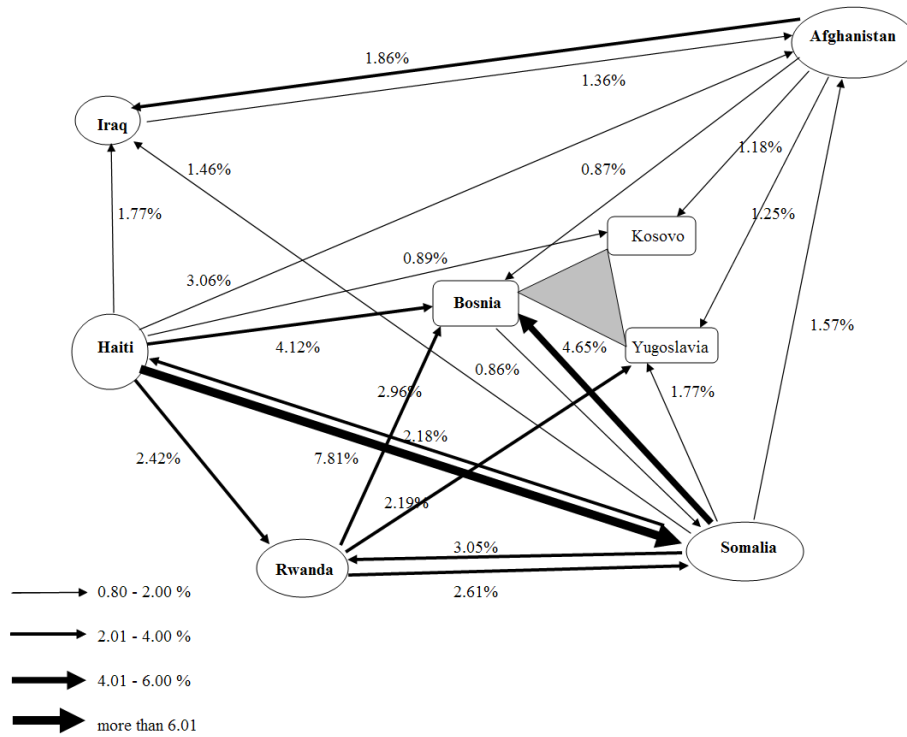 Afghanistan
1.86%
1.36%
Iraq
1.46%
0.87%
1.18%
1.77%
1.25%
Kosovo
0.89%
3.06%
Bosnia
1.57%
Haiti
4.12%
4.65%
Yugoslavia
0.86%
2.96%
1.77%
2.18%
2.42%
7.81%
2.19%
3.05%
Somalia
Rwanda
2.61%
0.80 - 2.00 %
2.01 - 4.00 %
4.01 - 6.00 %
more than 6.01